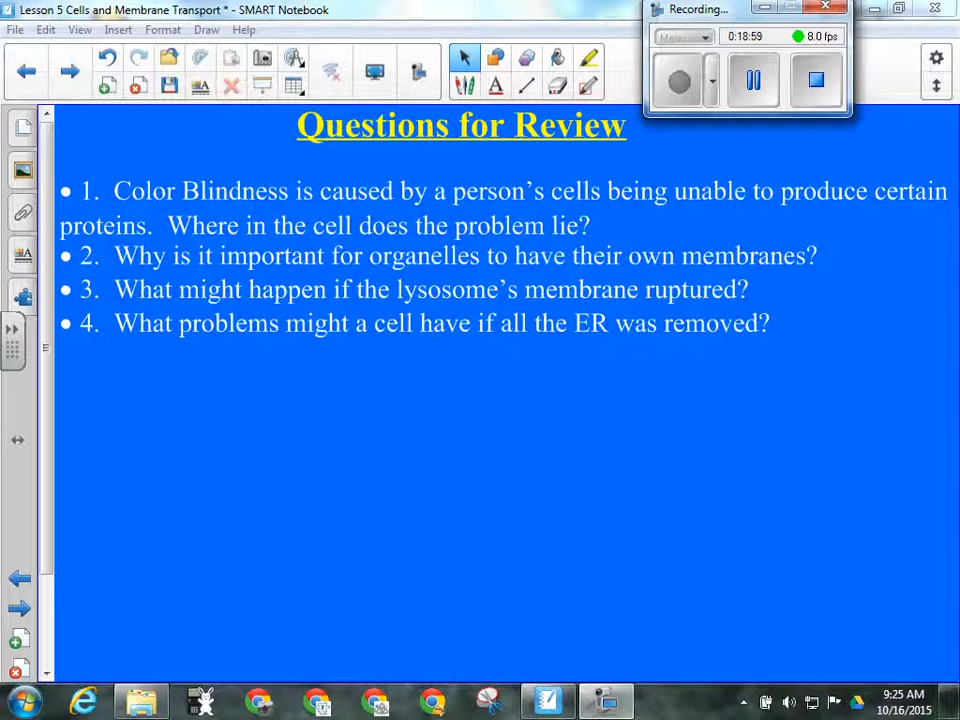 Lesson 5 Cells and Membrane Transport * - SMART Notebook
Recording...
File Edit View Insert Format Draw Help
Menu
0:18:59
8.0 fps
Questions for Review
• 1. Color Blindness is caused by a person's cells being unable to produce certain
proteins. Where in the cell does the problem lie?
• 2. Why is it important for organelles to have their own membranes?
• 3. What might happen if the lysosome's membrane ruptured?
• 4. What problems might a cell have if all the ER was removed?
9:25 AM
10/16/2015